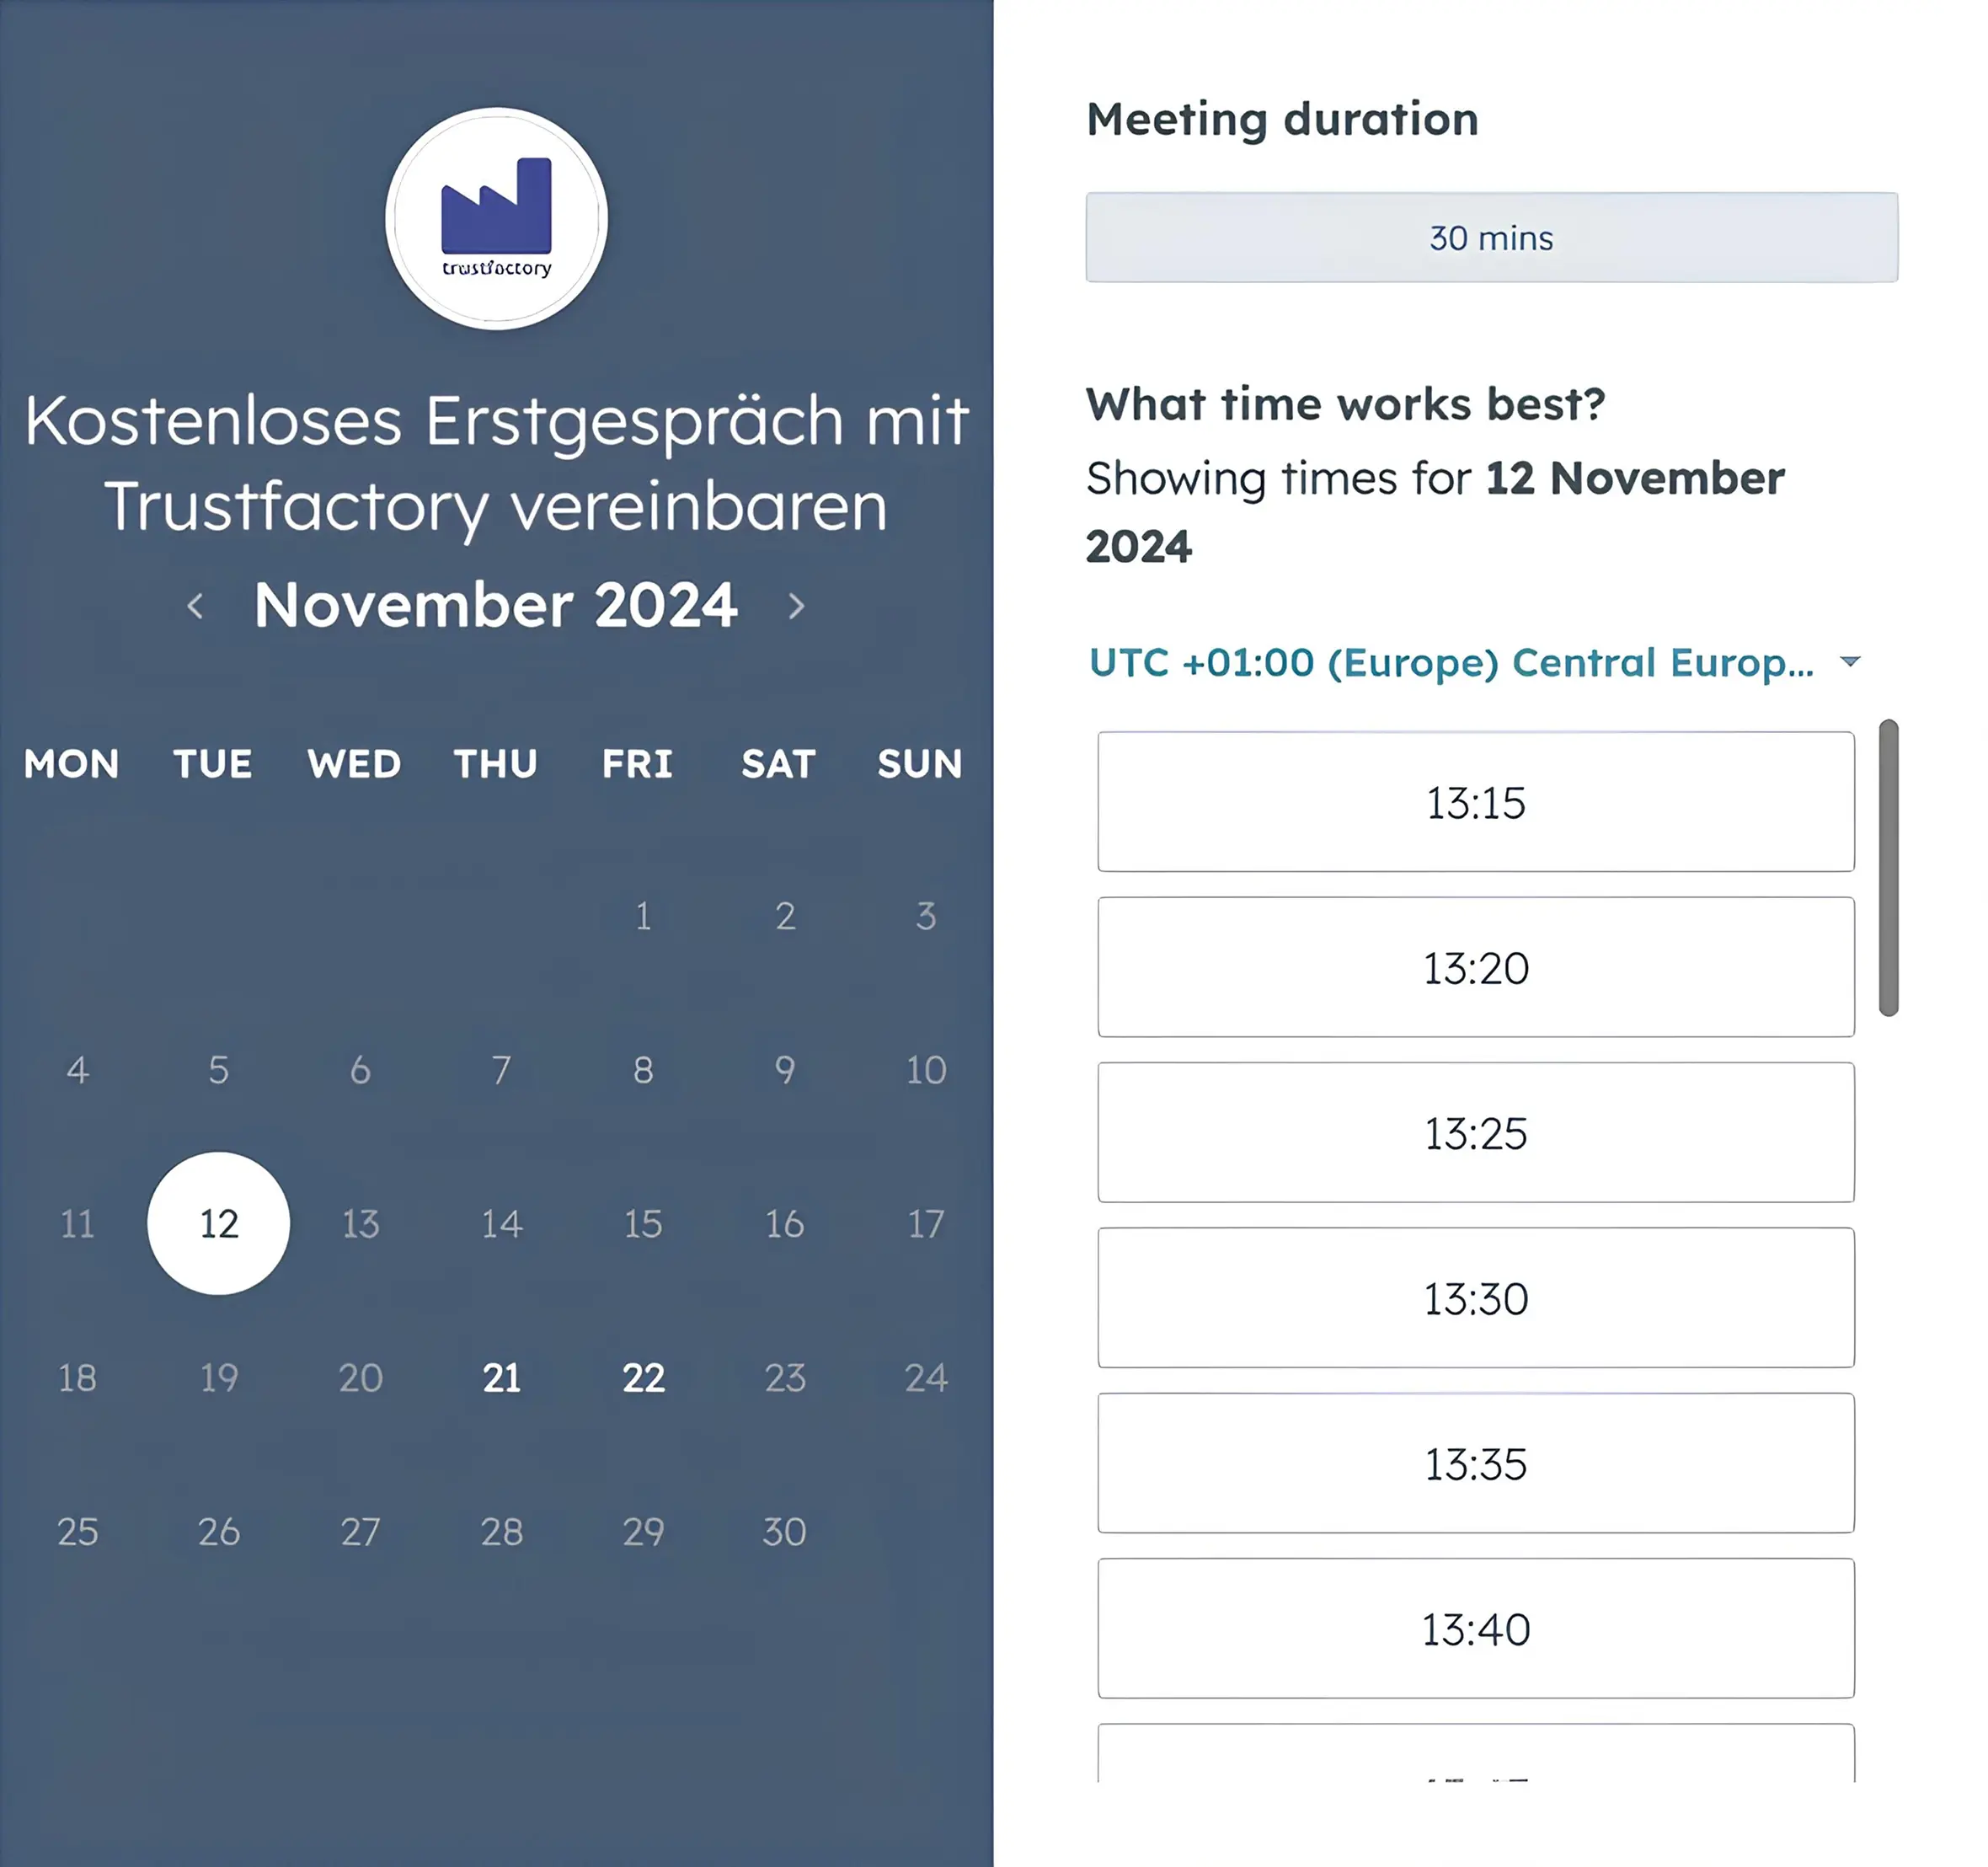 trustfactory
Kostenloses Erstgespräch mit
Trustfactory vereinbaren
November 2024
MON TUE WED THU FRI SAT SUN
1 2 3
4 5 6 7 8 9 10
11 12 13 14 15 16 17
18 19 20 21 22 23 24
25 26 27 28 29 30
Meeting duration
30 mins
What time works best?
Showing times for 12 November
2024
UTC +01:00 (Europe) Central Europ...
13:15
13:20
13:25
13:30
13:35
13:40